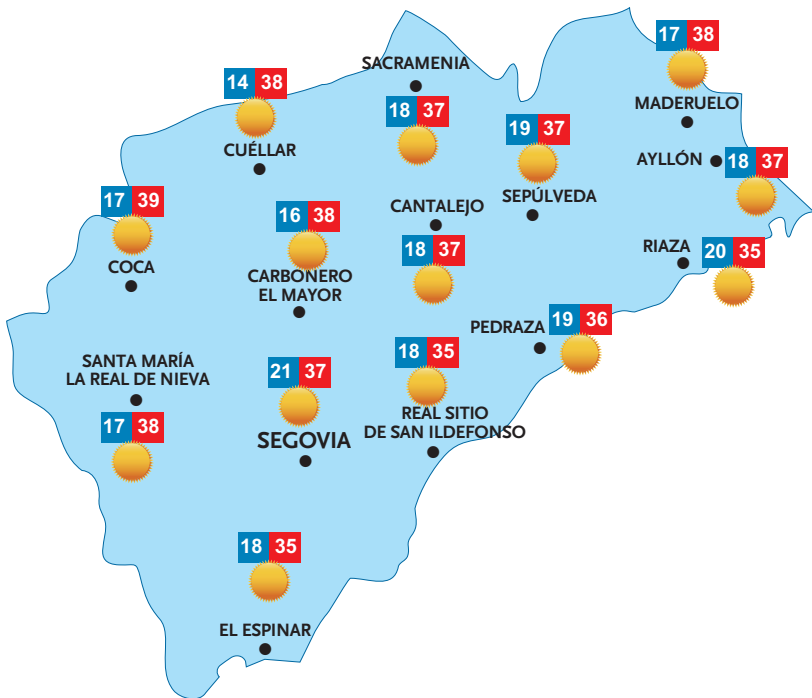 17 38
MADERUELO
SACRAMENIA
18 37
14 38
CUÉLLAR
19 37
SEPÚLVEDA
AYLLÓN
18 37
17 39
COCA
16 38
CARBONERO
EL MAYOR
CANTALEJO
18 37
RIAZA
20 35
PEDRAZA
19 36
SANTA MARÍA
LA REAL DE NIEVA
17 38
21 37
SEGOVIA
18 35
REAL SITIO
DE SAN ILDEFONSO
18 35
EL ESPINAR